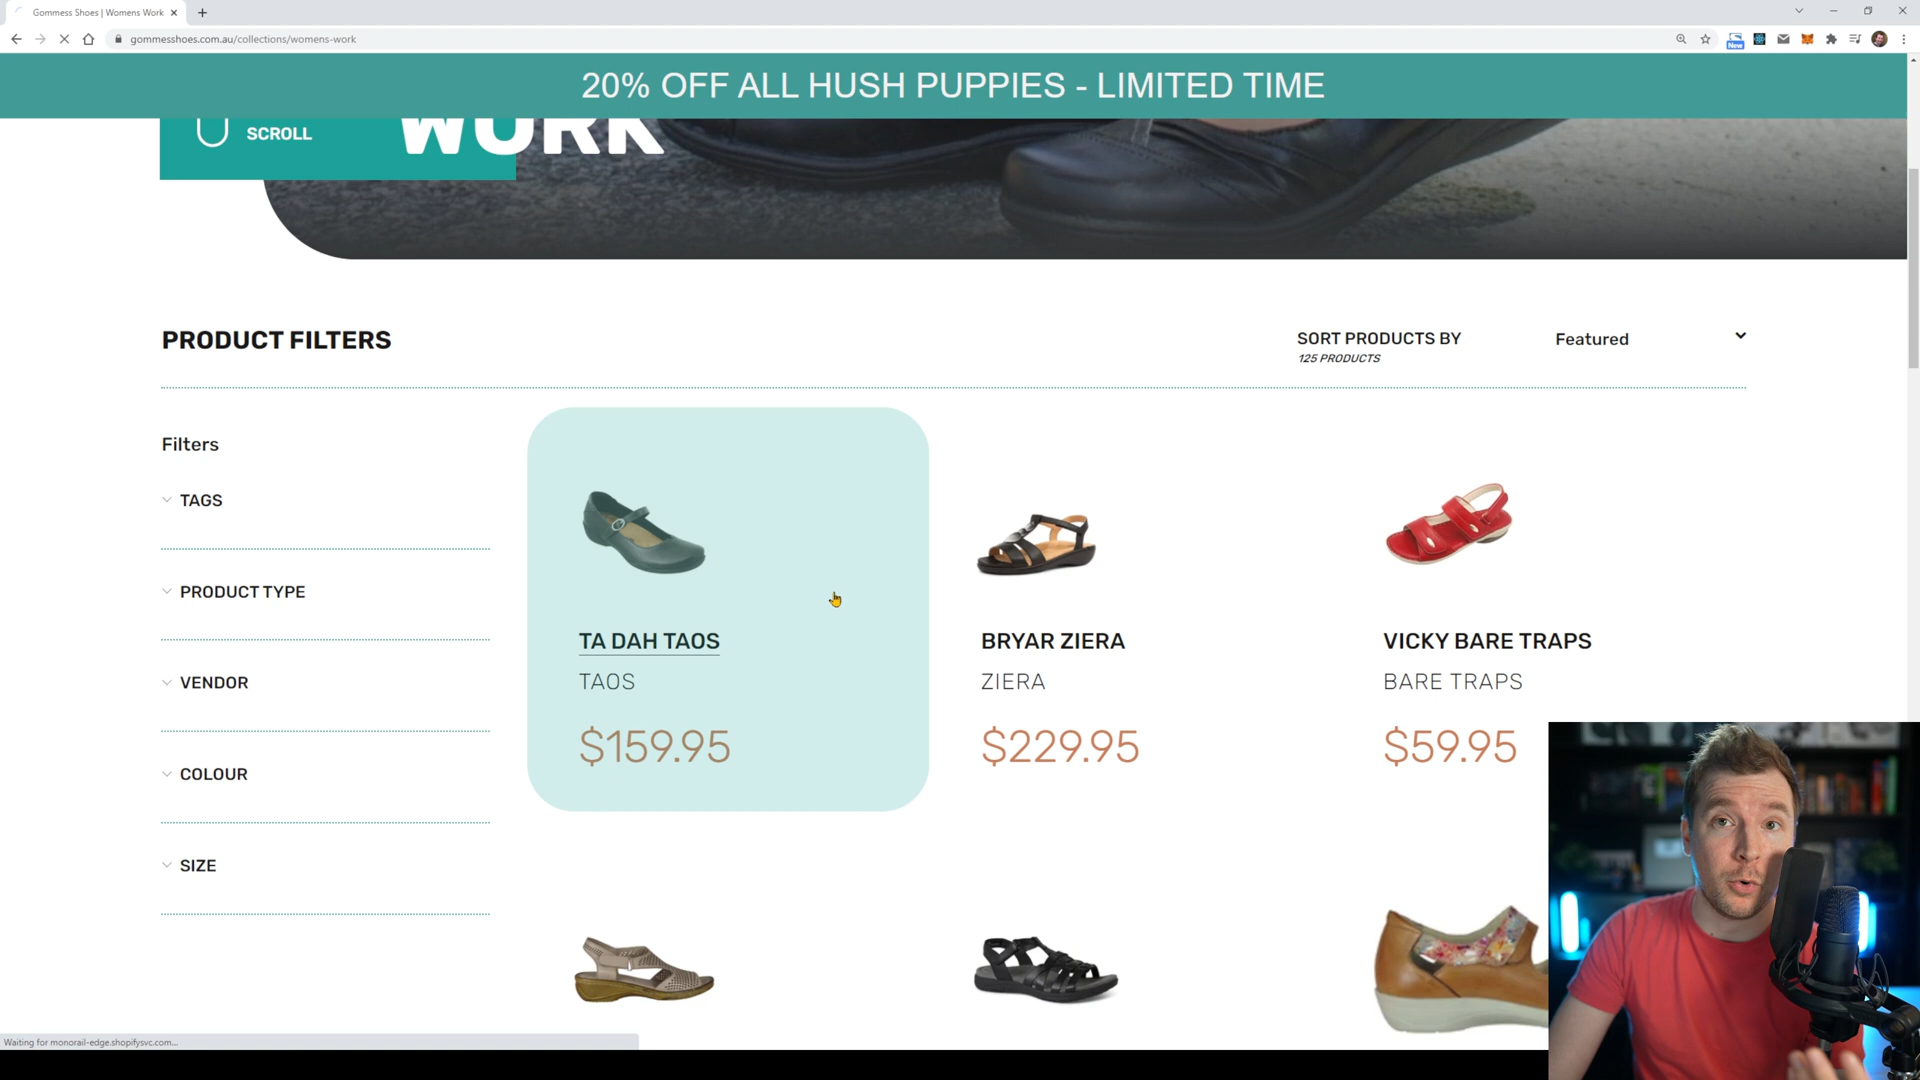 Gommess Shoes | Womens Work
gommesshoes.com.au/collections/womens-work
New
20% OFF ALL HUSH PUPPIES - LIMITED TIME
SCROLL
WORK
PRODUCT FILTERS
SORT PRODUCTS BY
125 PRODUCTS
Featured
Filters
TAGS
PRODUCT TYPE
VENDOR
COLOUR
SIZE
TA DAH TAOS
TAOS
$159.95
BRYAR ZIERA
ZIERA
$229.95
VICKY BARE TRAPS
BARE TRAPS
$59.95
Waiting for monorail-edge.shopifysvc.com...